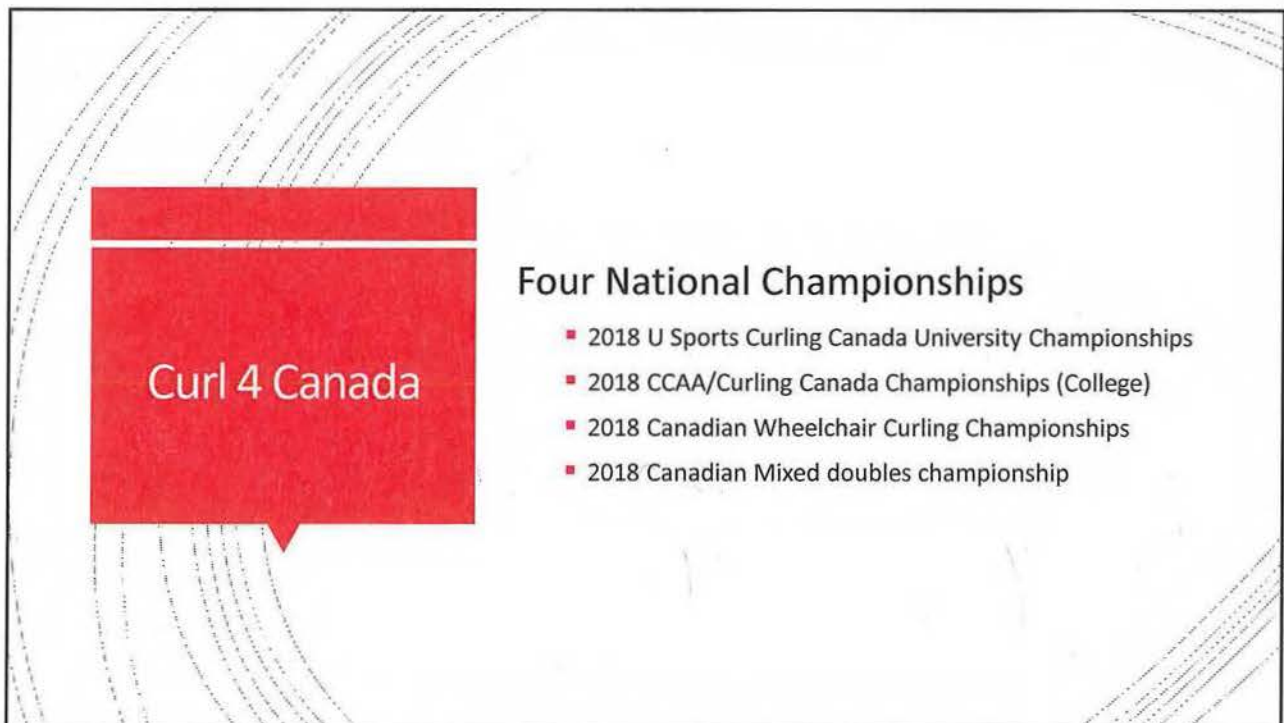 Curl 4 Canada
Four National Championships
2018 U Sports Curling Canada University Championships
2018 CCAA/Curling Canada Championships (College)
2018 Canadian Wheelchair Curling Championships
2018 Canadian Mixed doubles championship